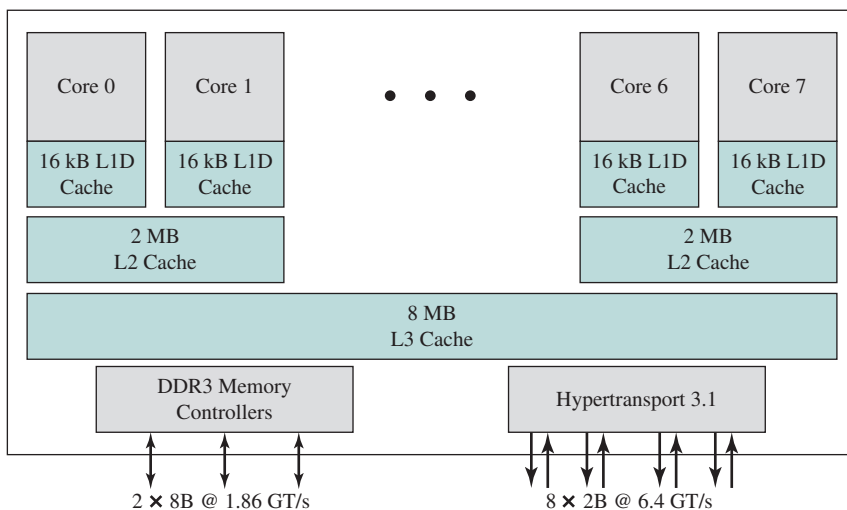 Core 0
Core 1
Core 6
Core 7
16 kB L1D
Cache
16 kB L1D
Cache
16 kB L1D
Cache
16 kB L1D
Cache
2 MB
L2 Cache
2 MB
L2 Cache
8 MB
L3 Cache
DDR3 Memory
Controllers
Hypertransport 3.1
2 × 8B @ 1.86 GT/s
8 × 2B @ 6.4 GT/s